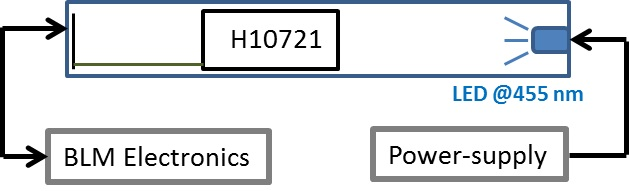 H10721
LED @455 nm
BLM Electronics
Power-supply